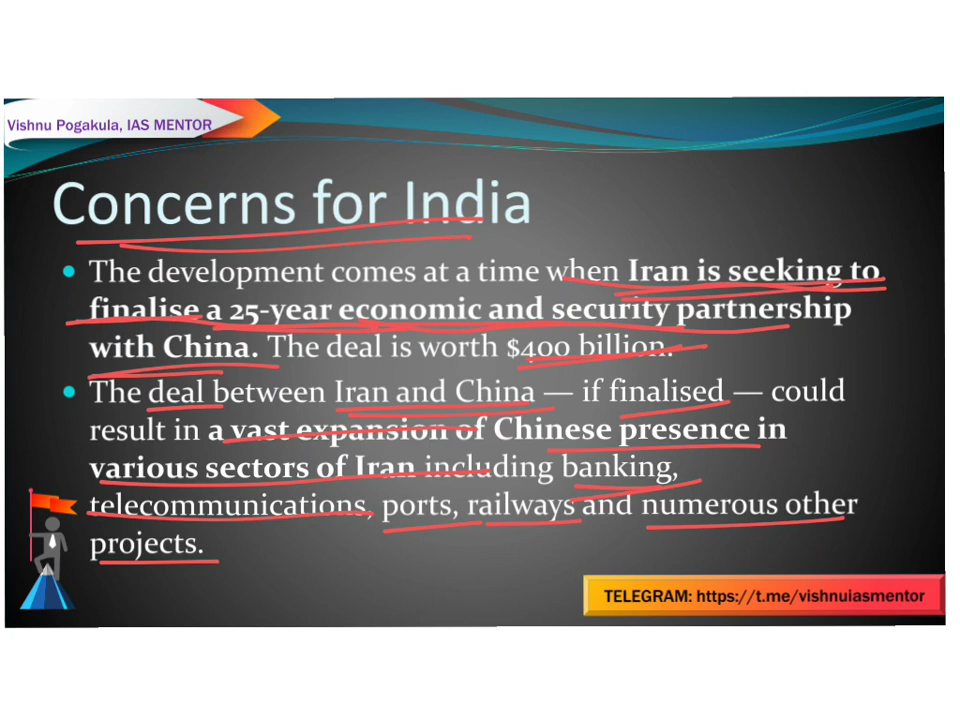 Vishnu Pogakula, IAS MENTOR
Concerns for India
The development comes at a time when Iran is seeking to
finalise a 25-year economic and security partnership
with China. The deal is worth $400 billion.
The deal between Iran and China — if finalised — could
result in a vast expansion of Chinese presence in
various sectors of Iran including banking,
telecommunications, ports, railways and numerous other
projects.
TELEGRAM: https://t.me/vishnuiasmentor